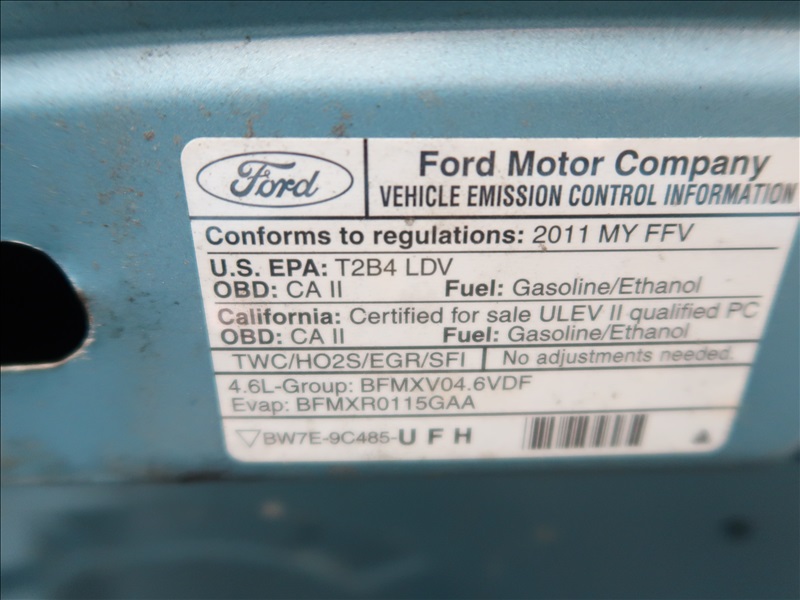 Ford
Ford Motor Company
VEHICLE EMISSION CONTROL INFORMATION
Conforms to regulations: 2011 MY FFV
U.S. EPA: T2B4 LDV
OBD: CA II Fuel: Gasoline/Ethanol
California: Certified for sale ULEV II qualified PC
OBD: CA II Fuel: Gasoline/Ethanol
TWC/HO2S/EGR/SFI No adjustments needed.
4.6L-Group: BFMXV04.6VDF
Evap: BFMXR0115GAA
BW7E-9C485-U F H